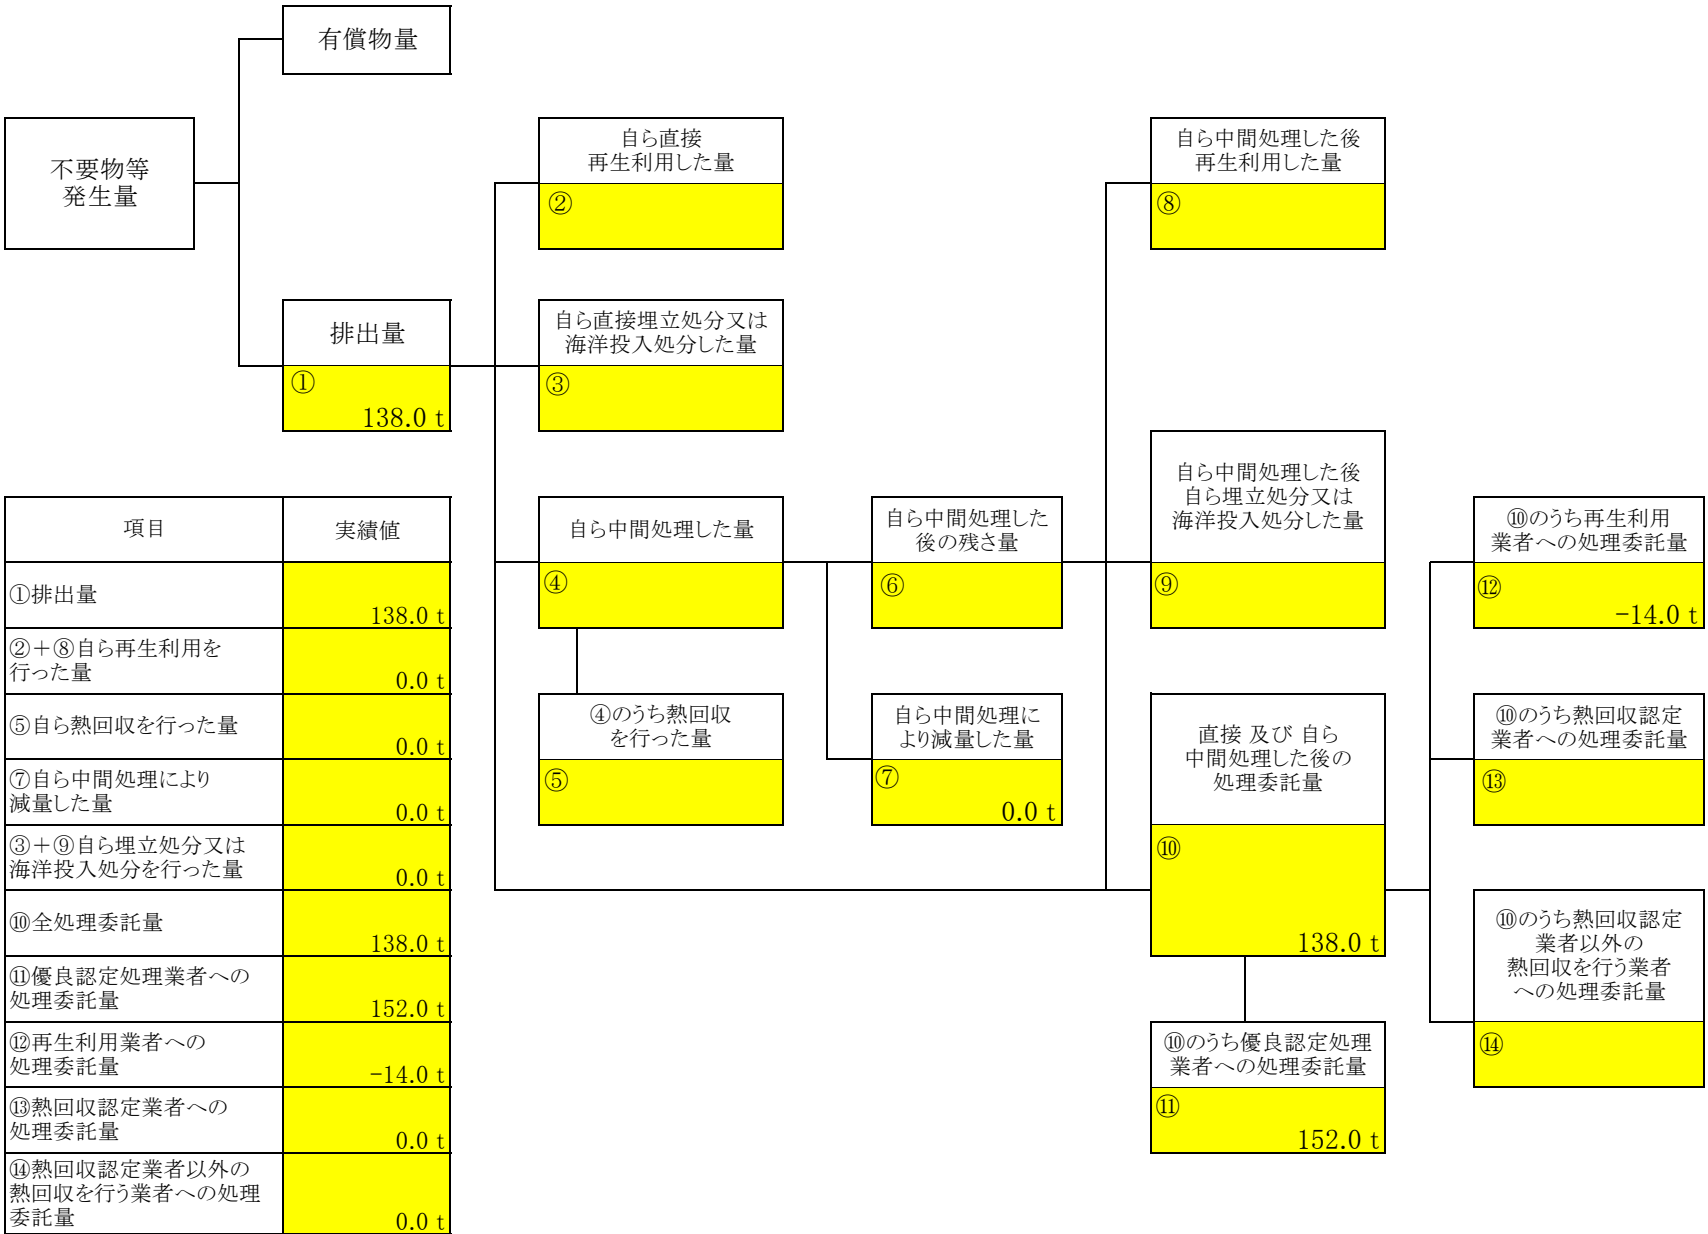 有償物量
不要物等
発生量
自ら直接
再生利用した量
②
自ら中間処理した後
再生利用した量
⑧
排出量
①
138.0 t
自ら直接埋立処分又は
海洋投入処分した量
③
自ら中間処理した量
④
自ら中間処理した
後の残さ量
⑥
自ら中間処理した後
自ら埋立処分又は
海洋投入処分した量
⑨
⑩のうち再生利用
業者への処理委託量
⑫
-14.0 t
④のうち熱回収
を行った量
⑤
自ら中間処理に
より減量した量
⑦
0.0 t
直接 及び 自ら
中間処理した後の
処理委託量
⑩
138.0 t
⑩のうち熱回収認定
業者への処理委託量
⑬
⑩のうち熱回収認定
業者以外の
熱回収を行う業者
への処理委託量
⑭
⑩のうち優良認定処理
業者への処理委託量
⑪
152.0 t
項目 実績値
①排出量
138.0 t
②＋⑧自ら再生利用を
行った量
0.0 t
⑤自ら熱回収を行った量
0.0 t
⑦自ら中間処理により
減量した量
0.0 t
③＋⑨自ら埋立処分又は
海洋投入処分を行った量
0.0 t
⑩全処理委託量
138.0 t
⑪優良認定処理業者への
処理委託量
152.0 t
⑫再生利用業者への
処理委託量
-14.0 t
⑬熱回収認定業者への
処理委託量
0.0 t
⑭熱回収認定業者以外の
熱回収を行う業者への処理
委託量
0.0 t